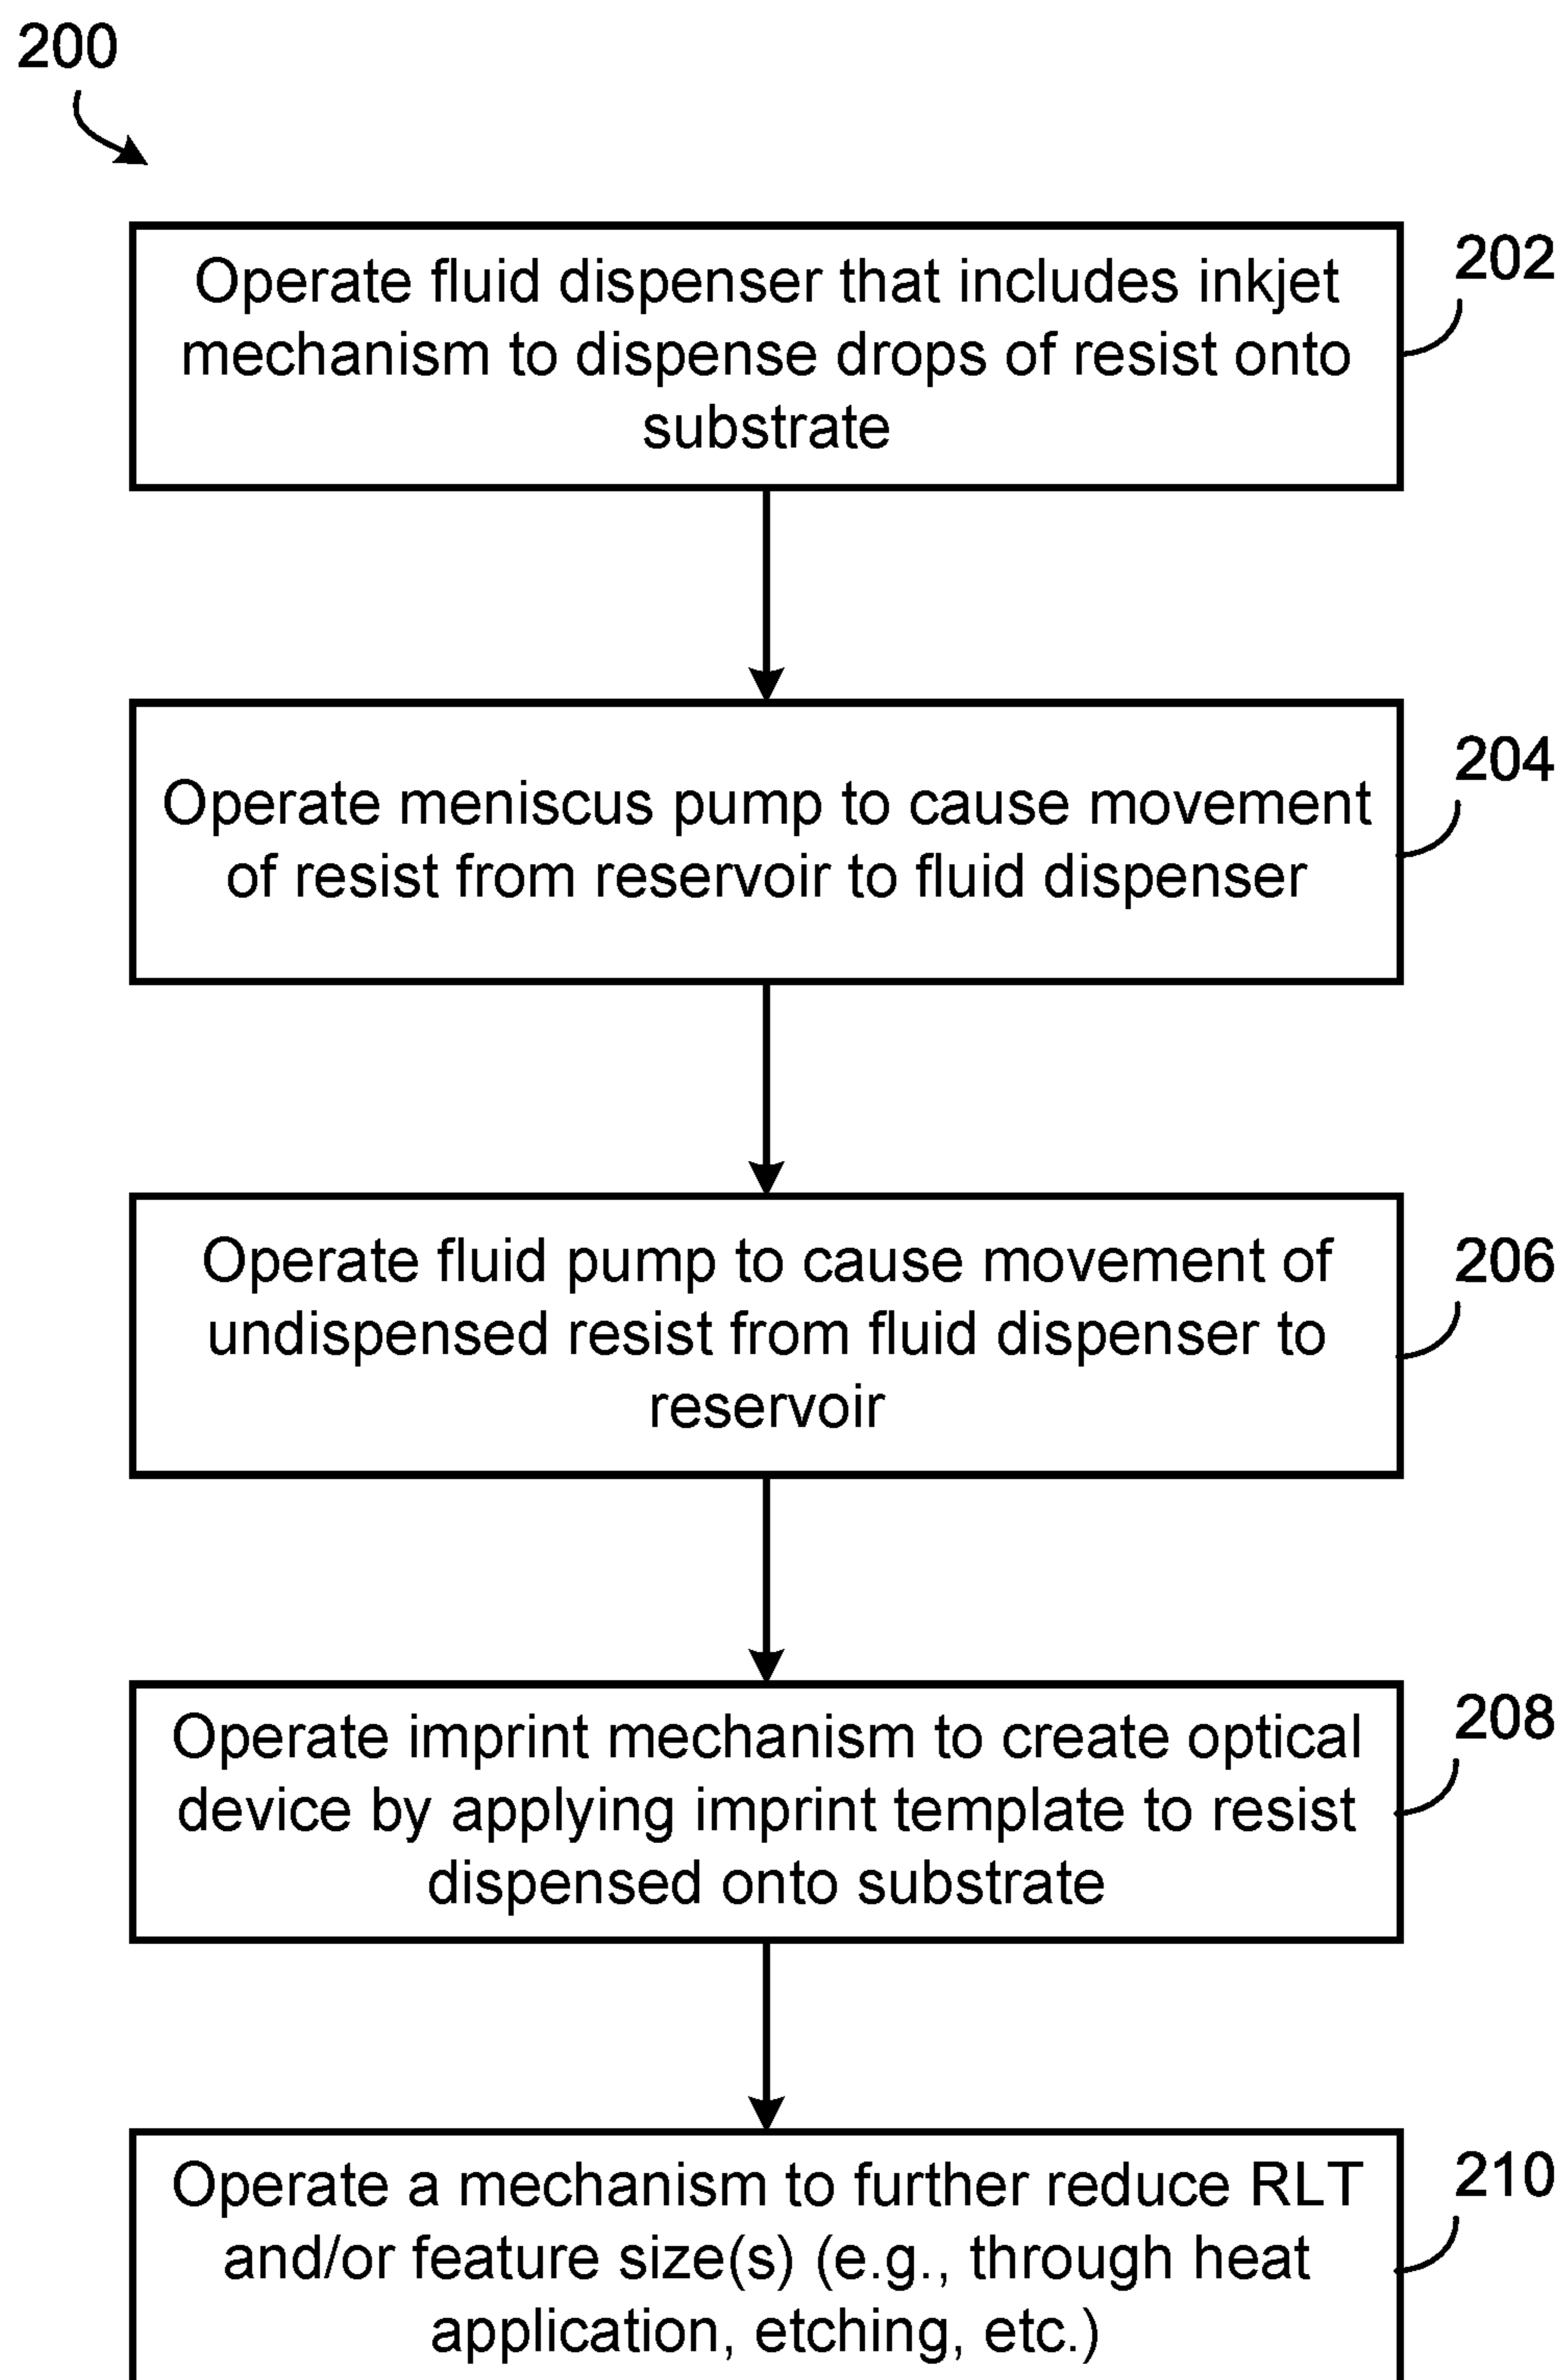 200
Operate fluid dispenser that includes inkjet
mechanism to dispense drops of resist onto
substrate
202
Operate meniscus pump to cause movement
of resist from reservoir to fluid dispenser
204
Operate fluid pump to cause movement of
undispensed resist from fluid dispenser to
reservoir
206
Operate imprint mechanism to create optical
device by applying imprint template to resist
dispensed onto substrate
208
Operate a mechanism to further reduce RLT
and/or feature size(s) (e.g., through heat
application, etching, etc.)
210